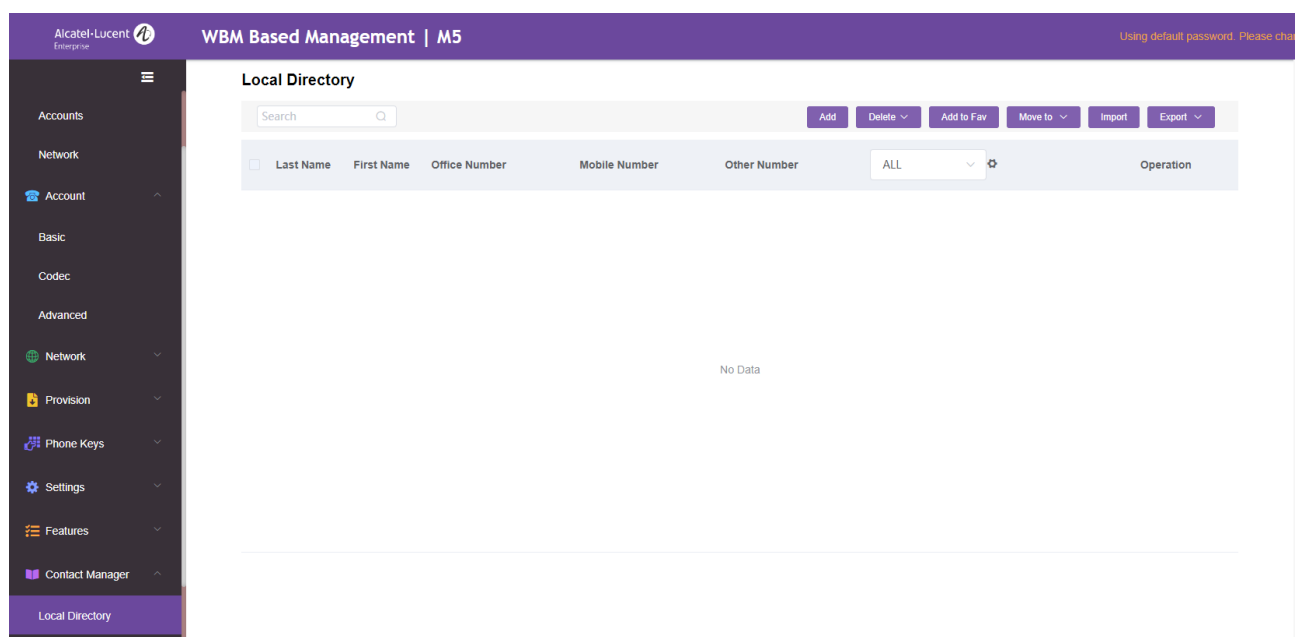 Alcatel·Lucent
Enterprise
WBM Based Management | M5
Using default password. Please cha
Accounts
Network
Account
Basic
Codec
Advanced
Network
Provision
Phone Keys
Settings
Features
Contact Manager
Local Directory
Local Directory
Search
Add Delete Add to Fav Move to Import Export
Last Name First Name Office Number Mobile Number Other Number ALL Operation
No Data